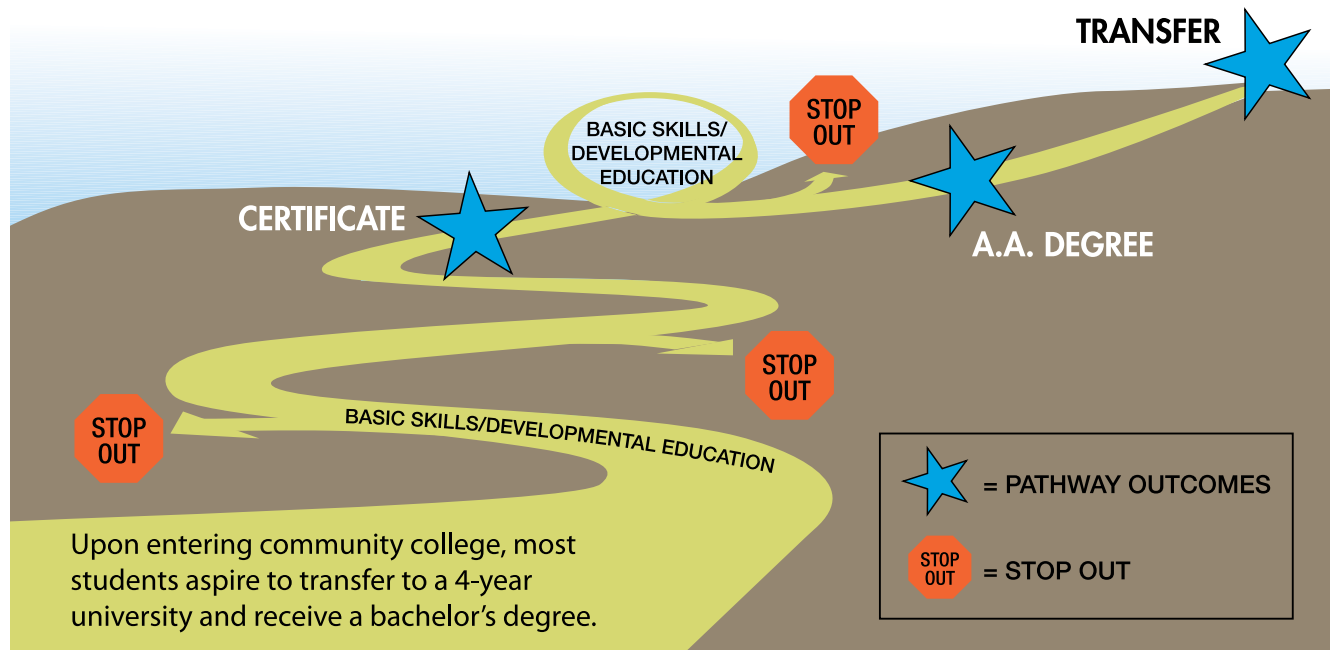 TRANSFER
STOP
OUT
BASIC SKILLS/
DEVELOPMENTAL
EDUCATION
CERTIFICATE
A.A. DEGREE
STOP
OUT
STOP
OUT
BASIC SKILLS/DEVELOPMENTAL EDUCATION
= PATHWAY OUTCOMES
STOP
OUT
= STOP OUT
Upon entering community college, most
students aspire to transfer to a 4-year
university and receive a bachelor’s degree.